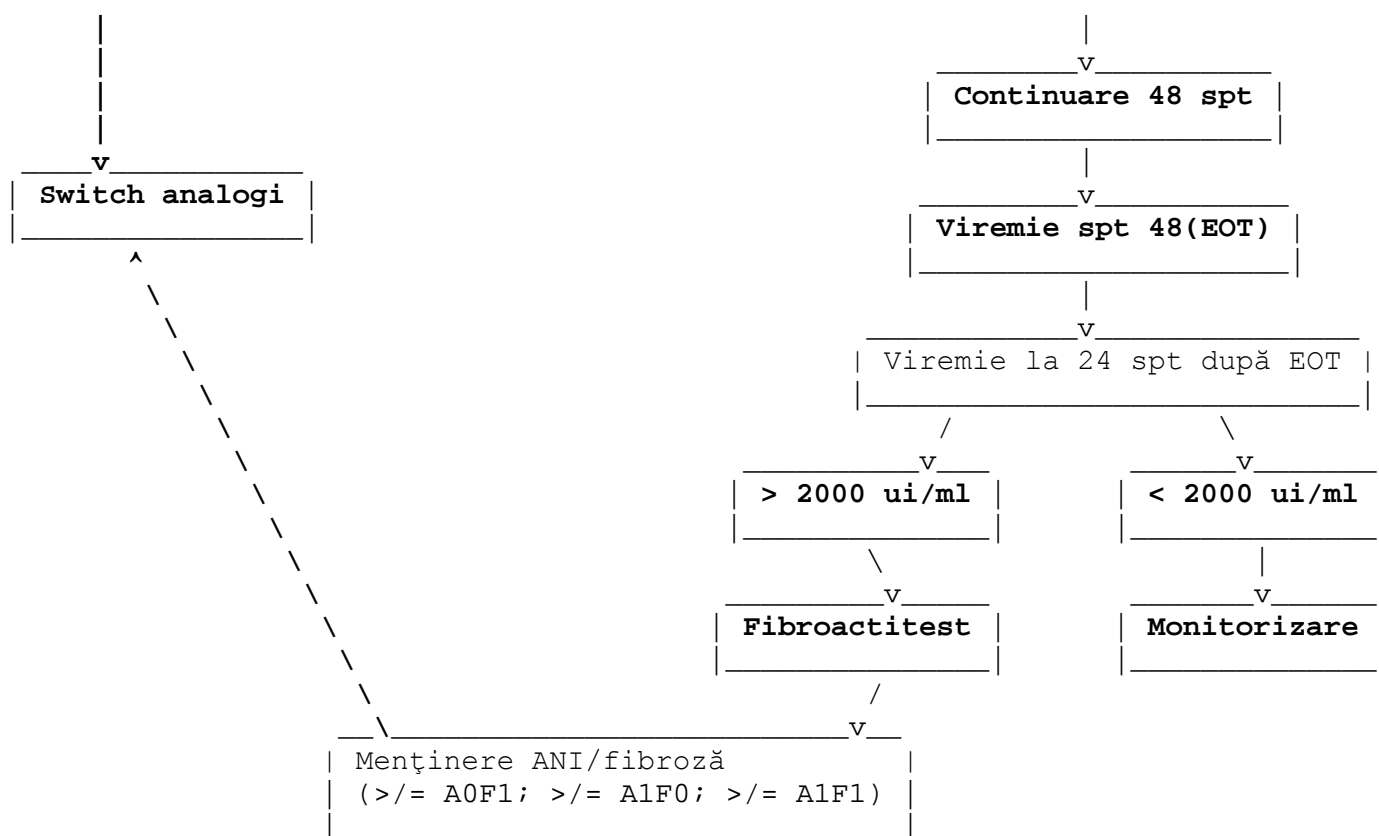 Continuare 48 spt
Switch analogi
Viremie spt 48(EOT)
Viremie la 24 spt după EOT
> 2000 ui/ml
< 2000 ui/ml
Fibroactitest
Monitorizare
Menţinere ANI/fibroză
(>/= A0F1; >/= A1F0; >/= A1F1)